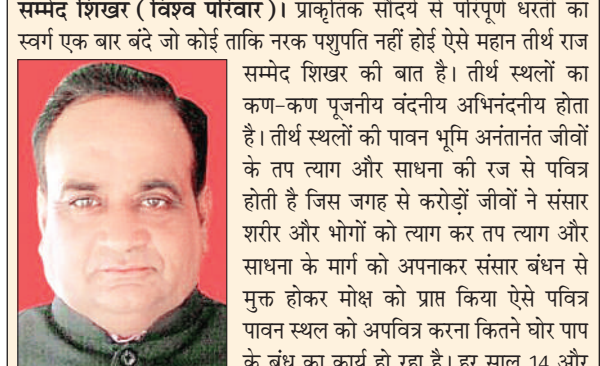 सम्मेद शिखर (विश्व परिवार)। प्राकृतिक सौंदर्य से परिपूर्ण धरती का
स्वर्ग एक बार बंदे जो कोई ताकि नरक पशुपति नहीं होई ऐसे महान तीर्थ राज
सम्मेद शिखर की बात है। तीर्थ स्थलों का
कण-कण पूजनीय वंदनीय अभिनंदनीय होता
है। तीर्थ स्थलों की पावन भूमि अनंतानंत जीवों
के तप त्याग और साधना की रज से पवित्र
होती है जिस जगह से करोड़ों जीवों ने संसार
शरीर और भोगों को त्याग कर तप त्याग और
साधना के मार्ग को अपनाकर संसार बंधन से
मुक्त होकर मोक्ष को प्राप्त किया ऐसे पवित्र
पावन स्थल को अपवित्र करना कितने घोर पाप
के बंध का कार्य हो रहा है। हर साल 14 और